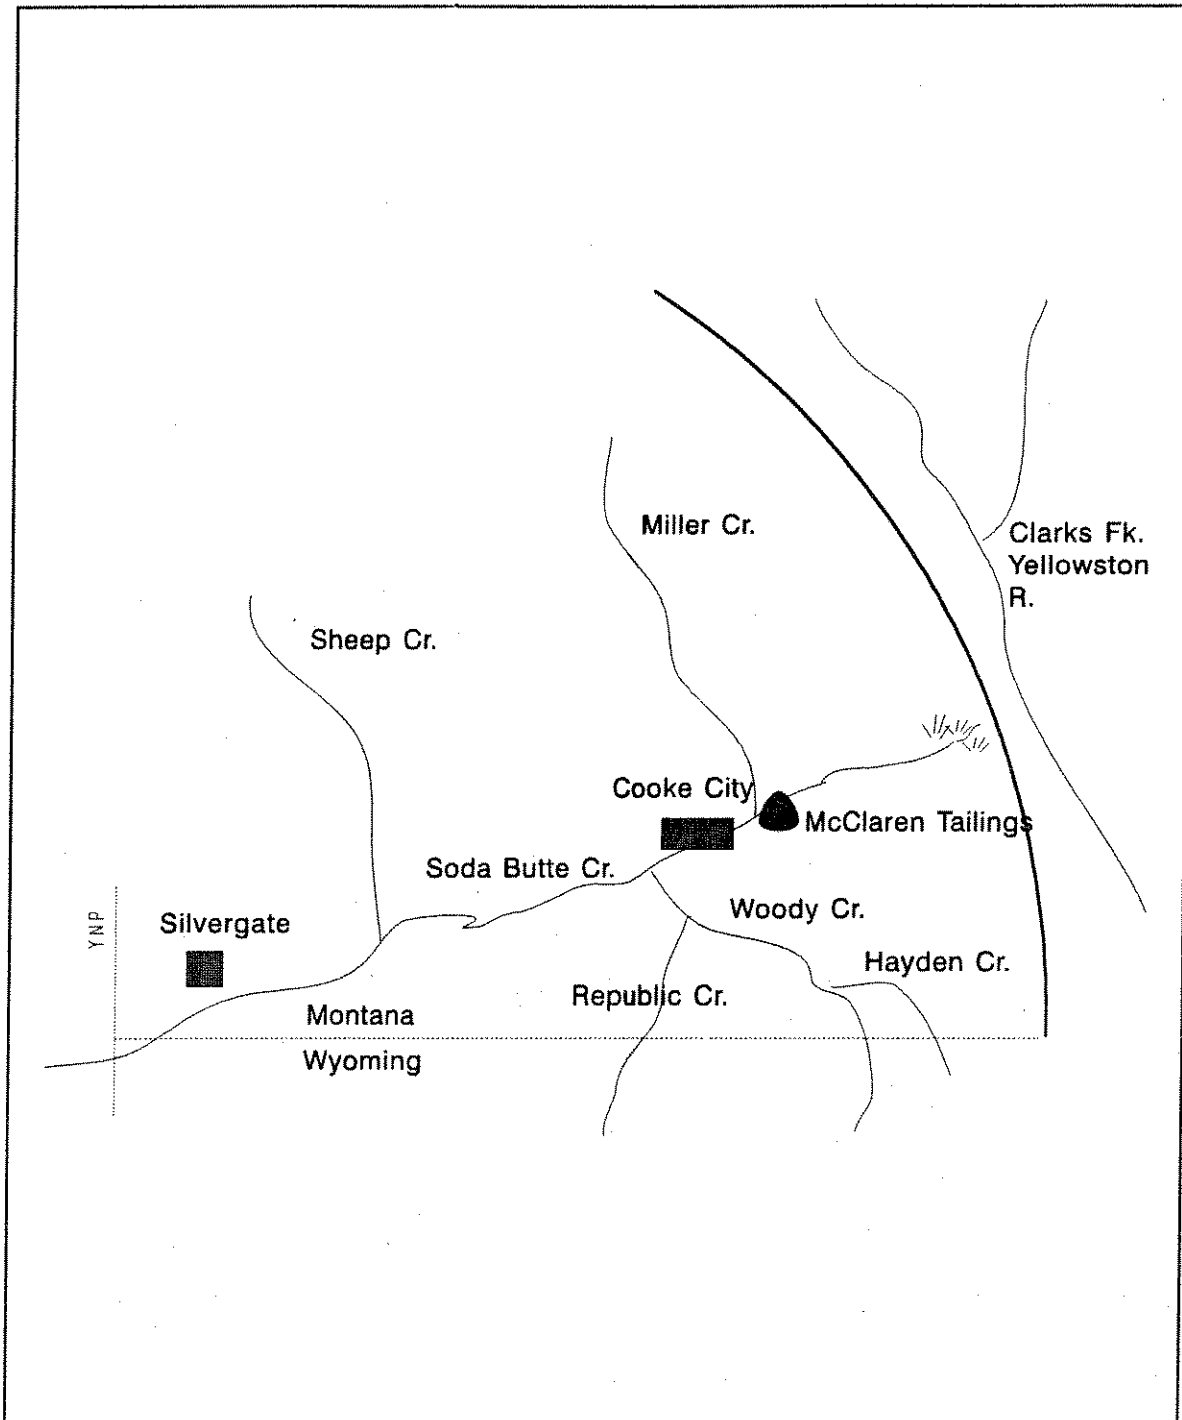 Miller Cr.
Clarks Fk.
Yellowston
R.
Sheep Cr.
Cooke City
McClaren Tailings
Soda Butte Cr.
Woody Cr.
YNP
Silvergate
Hayden Cr.
Republic Cr.
Montana
Wyoming